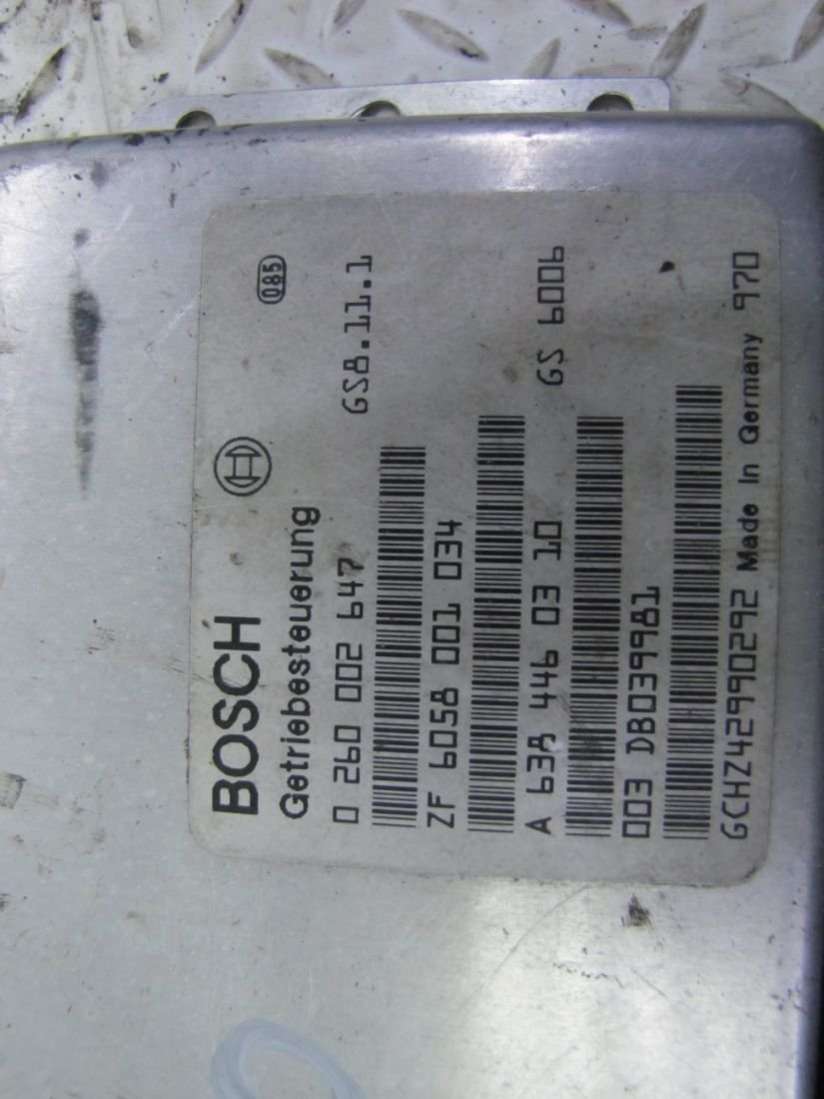 BOSCH
Getriebesteuerung
085
0 260 002 647
GS8.11.1
ZF 6058 001 034
A 638 446 03 10
GS 6006
003 DB039981
GCHZ42990292 Made In Germany 970